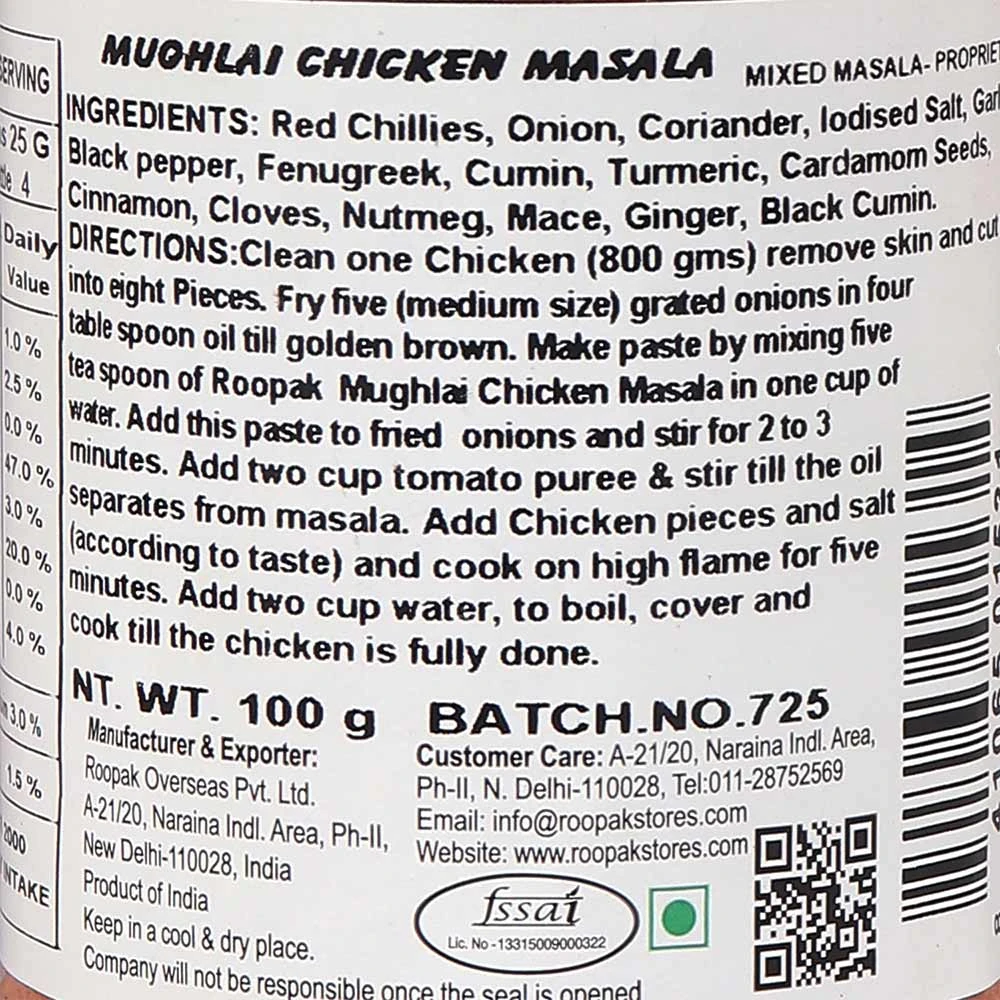 MUGHLAI CHICKEN MASALA
MIXED MASALA- PROPRIET
INGREDIENTS: Red Chillies, Onion, Coriander, Iodised Salt, Garl
Black pepper, Fenugreek, Cumin, Turmeric, Cardamom Seeds,
Cinnamon, Cloves, Nutmeg, Mace, Ginger, Black Cumin.
DIRECTIONS:Clean one Chicken (800 gms) remove skin and cut
into eight Pieces. Fry five (medium size) grated onions in four
table spoon oil till golden brown. Make paste by mixing five
tea spoon of Roopak Mughlai Chicken Masala in one cup of
water. Add this paste to fried onions and stir for 2 to 3
minutes. Add two cup tomato puree & stir till the oil
separates from masala. Add Chicken pieces and salt
(according to taste) and cook on high flame for five
minutes. Add two cup water, to boil, cover and
cook till the chicken is fully done.
NT. WT. 100 g
BATCH.NO.725
Manufacturer & Exporter:
Roopak Overseas Pvt. Ltd.
A-21/20, Naraina Indl. Area, Ph-II,
New Delhi-110028, India
Product of India
Keep in a cool & dry place.
Company will not be responsible once the seal is opened
Customer Care: A-21/20, Naraina Indl. Area,
Ph-II, N. Delhi-110028, Tel:011-28752569
Email: info@roopakstores.com
Website: www.roopakstores.com
fssai
Lic. No -13315009000322
SERVING
25 G
4
Daily
Value
1.0 %
2.5 %
0.0 %
47.0 %
3.0 %
20.0 %
0.0 %
4.0 %
3.0 %
1.5 %
2000
INTAKE